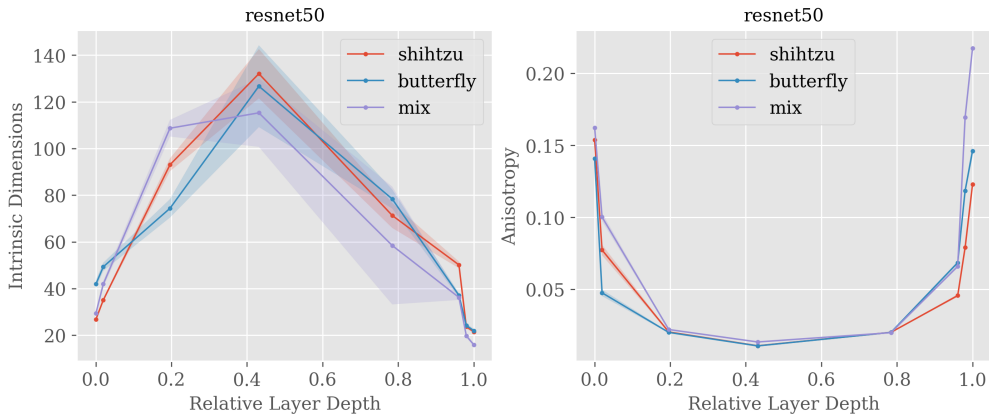 resnet50
Intrinsic Dimensions
140
120
100
80
60
40
20
shihtzu
butterfly
mix
0.0 0.2 0.4 0.6 0.8 1.0
Relative Layer Depth
resnet50
Anisotropy
0.20
0.15
0.10
0.05
shihtzu
butterfly
mix
0.0 0.2 0.4 0.6 0.8 1.0
Relative Layer Depth